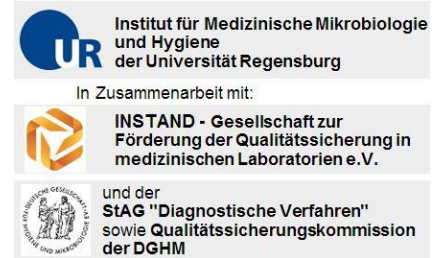 UR
Institut für Medizinische Mikrobiologie
und Hygiene
der Universität Regensburg
In Zusammenarbeit mit:
INSTAND - Gesellschaft zur
Förderung der Qualitätssicherung in
medizinischen Laboratorien e.V.
und der
StAG "Diagnostische Verfahren"
sowie Qualitätssicherungskommission
der DGHM